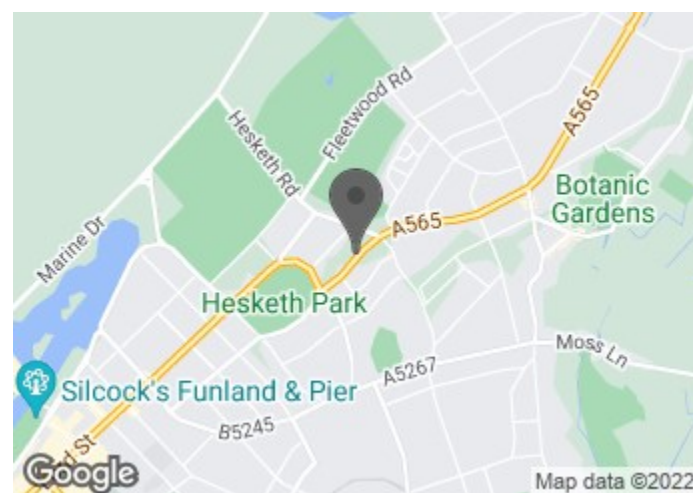 Fleetwood Rd
Hesketh Rd
A565
A565
Botanic
Gardens
Marine Dr
Hesketh Park
Moss Ln
Silcock's Funland & Pier
A5267
B5245
St
Google
Map data ©2022